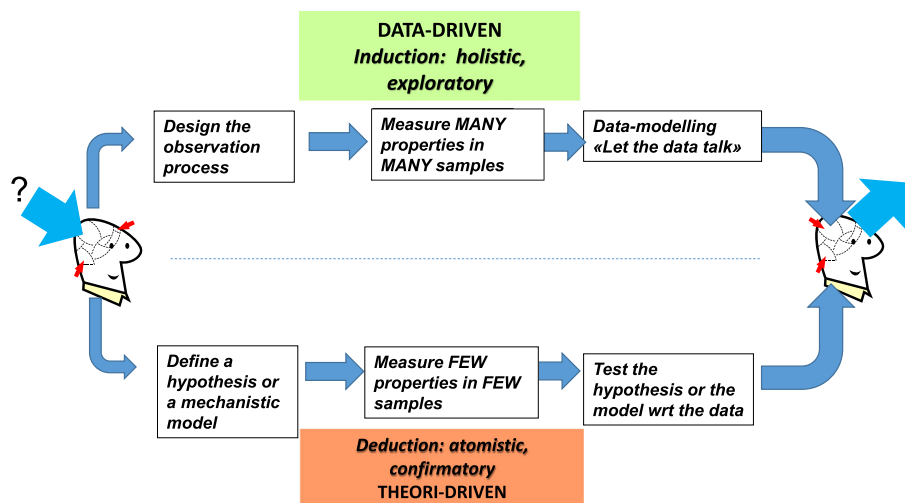 DATA-DRIVEN
Induction: holistic,
exploratory
Design the
observation
process
Measure MANY
properties in
MANY samples
Data-modelling
«Let the data talk»
?
Define a
hypothesis or
a mechanistic
model
Measure FEW
properties in FEW
samples
Test the
hypothesis or the
model wrt the data
Deduction: atomistic,
confirmatory
THEORI-DRIVEN